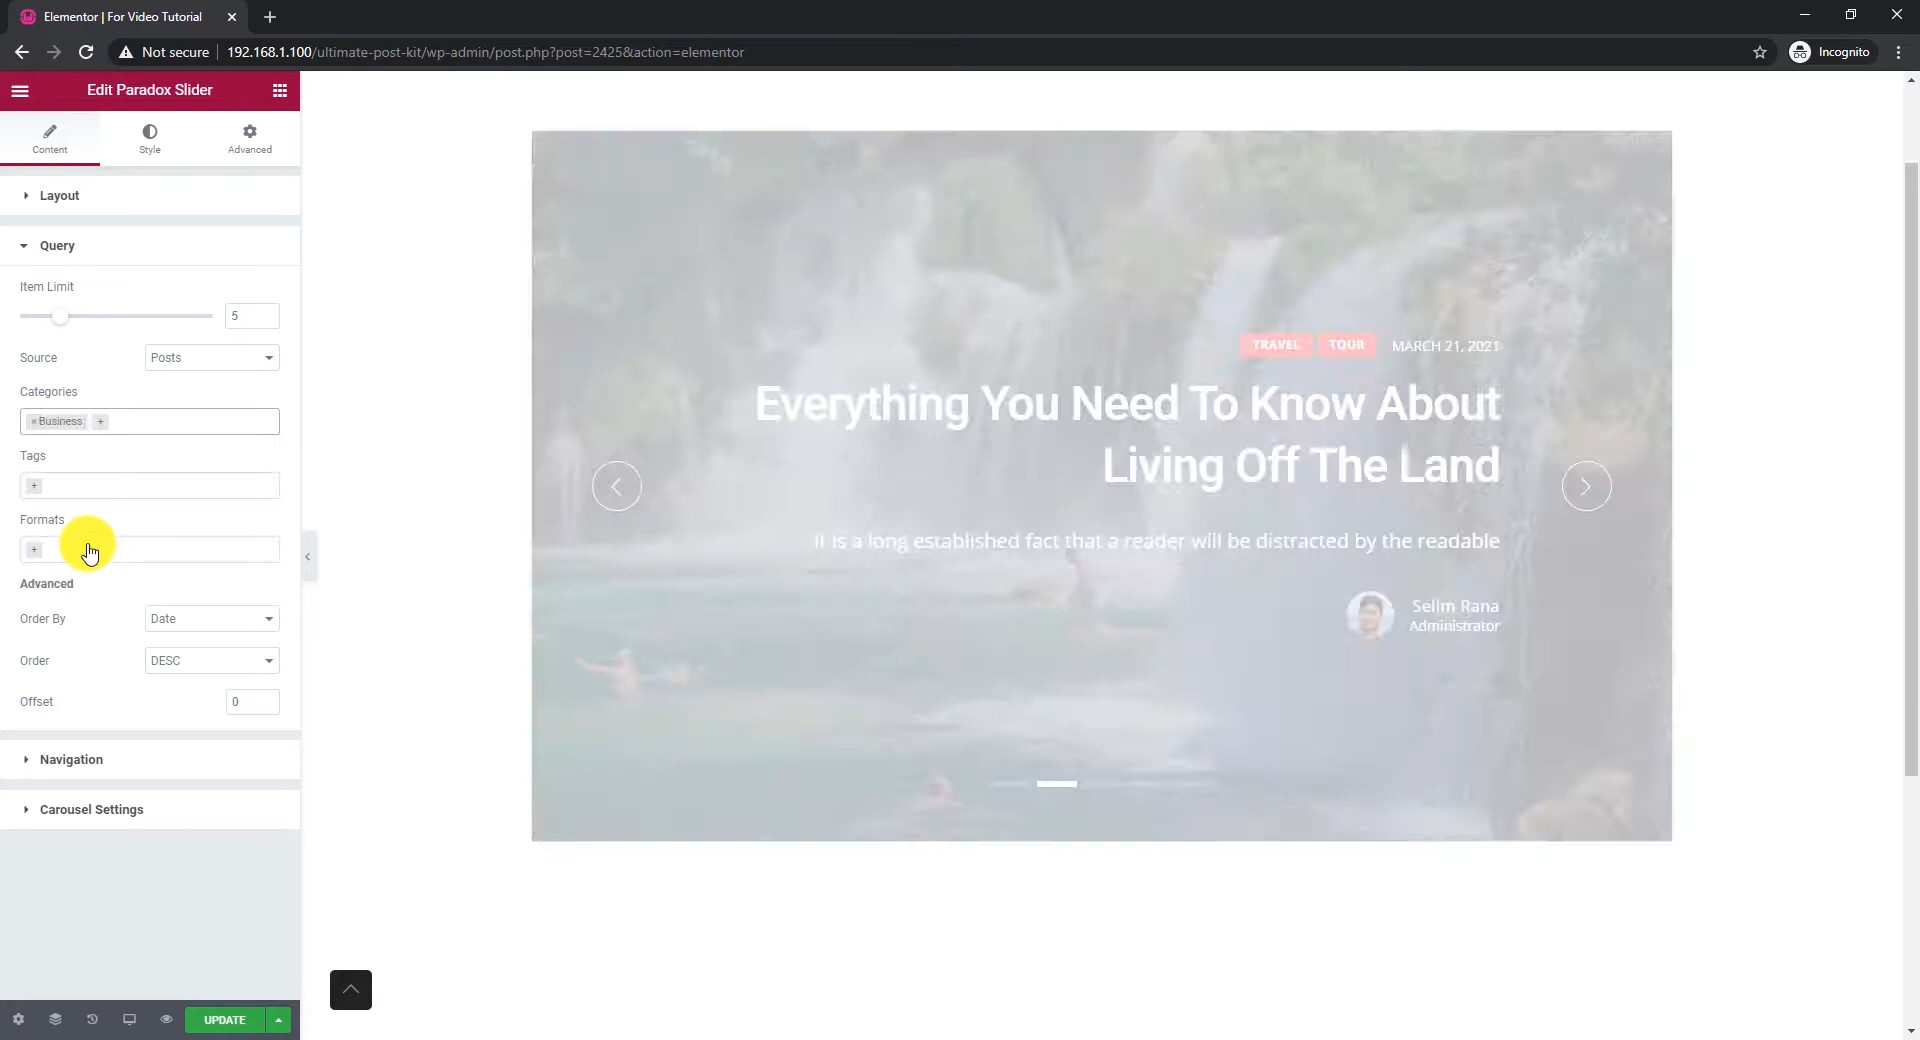 Elementor | For Video Tutorial
Not secure
192.168.1.100/ultimate-post-kit/wp-admin/post.php?post=2425&action=elementor
Incognito
Edit Paradox Slider
Content
Style
Advanced
Layout
Query
Item Limit
5
Source
Posts
Categories
× Business +
Tags
+
Formats
+
Advanced
Order By
Date
Order
DESC
Offset
0
Navigation
Carousel Settings
UPDATE
TRAVEL
TOUR
MARCH 21, 2021
Everything You Need To Know About
Living Off The Land
It is a long established fact that a reader will be distracted by the readable
Selim Rana
Administrator